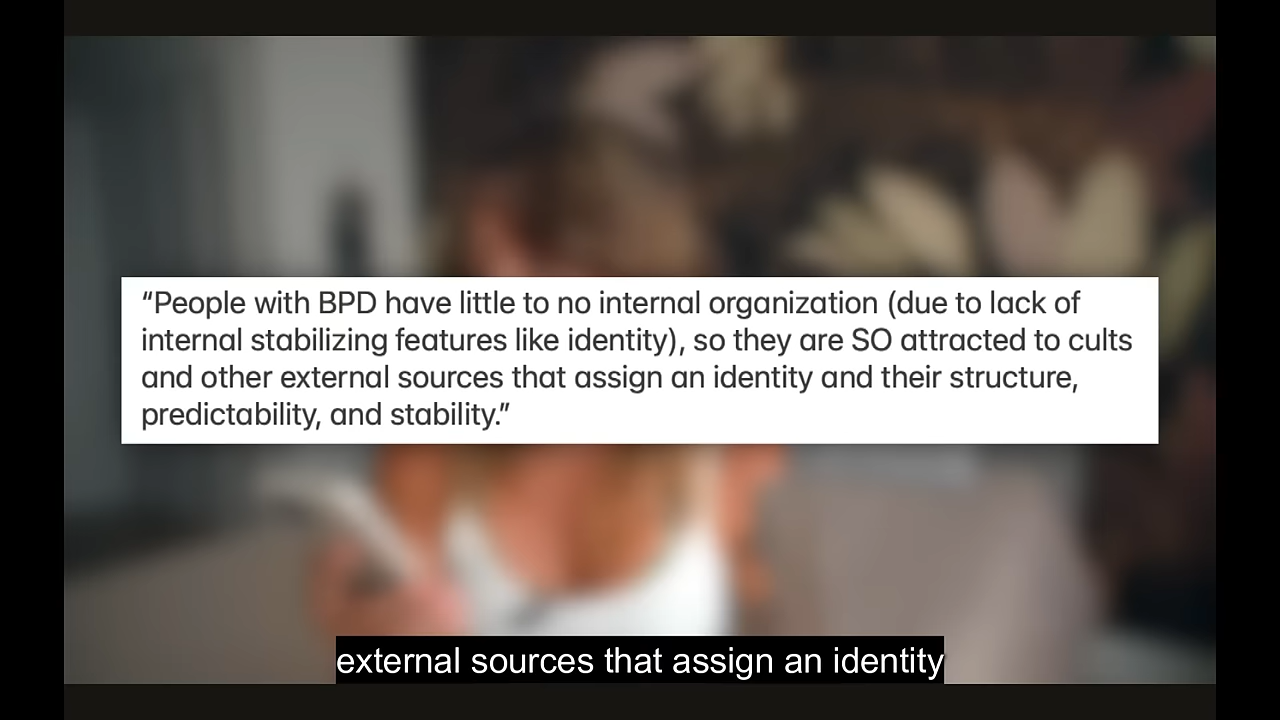 “People with BPD have little to no internal organization (due to lack of
internal stabilizing features like identity), so they are SO attracted to cults
and other external sources that assign an identity and their structure,
predictability, and stability.”
external sources that assign an identity